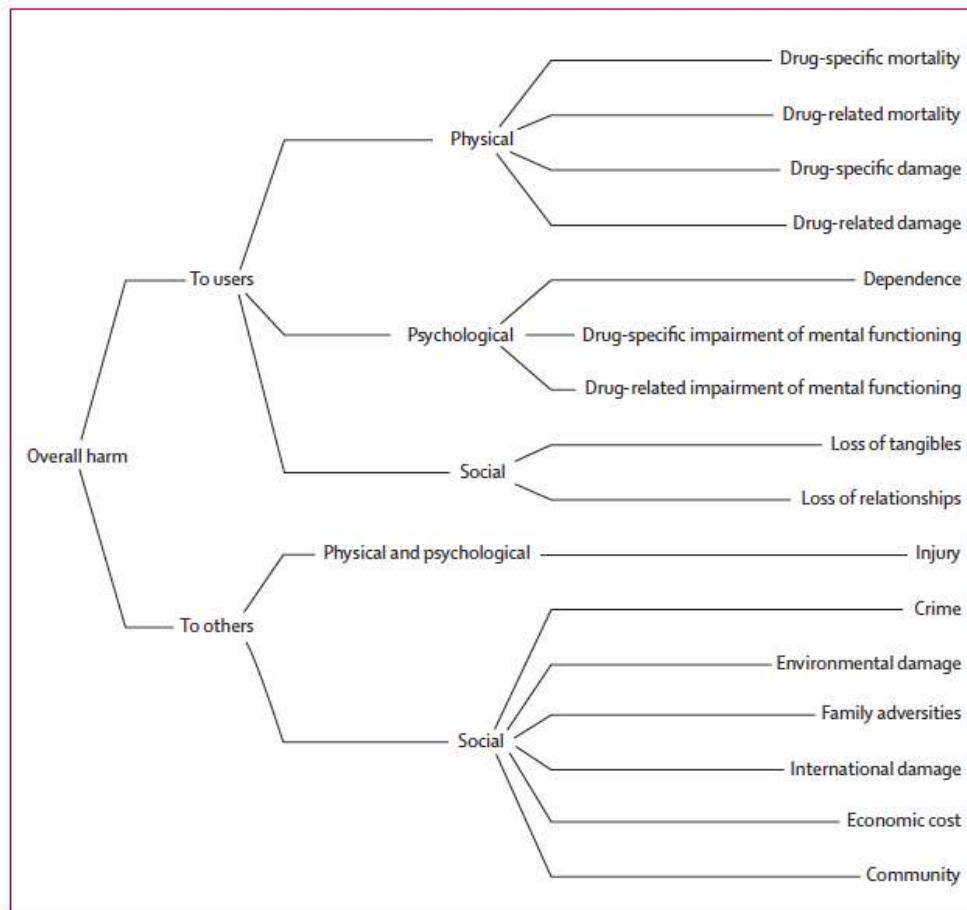 Drug-specific mortality
Drug-related mortality
Physical
Drug-specific damage
Drug-related damage
To users
Dependence
Psychological
Drug-specific impairment of mental functioning
Drug-related impairment of mental functioning
Loss of tangibles
Overall harm
Social
Loss of relationships
Physical and psychological
Injury
Crime
To others
Environmental damage
Family adversities
Social
International damage
Economic cost
Community